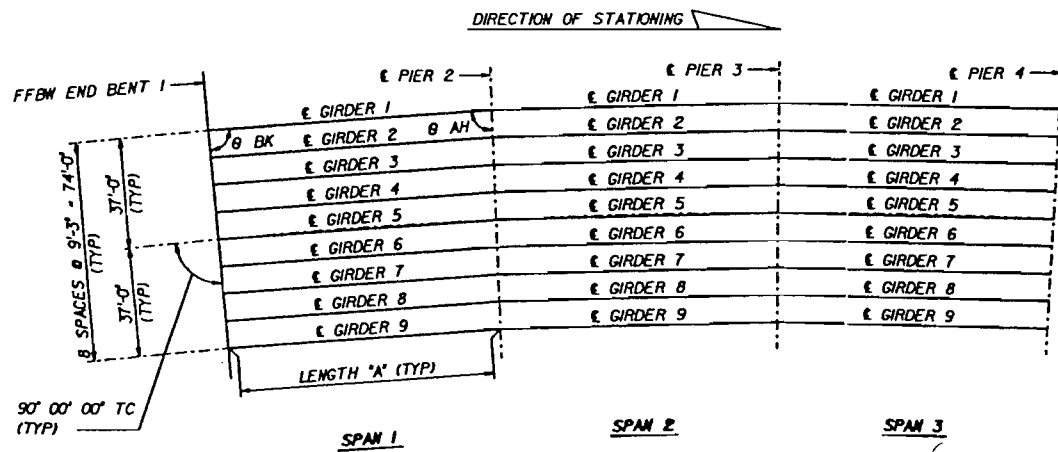 DIRECTION OF STATIONING
FFBW END BENT 1
℄ PIER 2
℄ PIER 3
℄ PIER 4
℄ GIRDER 1
℄ GIRDER 1
℄ GIRDER 1
θ BK
℄ GIRDER 2
θ AH
℄ GIRDER 2
℄ GIRDER 2
℄ GIRDER 3
℄ GIRDER 3
℄ GIRDER 3
℄ GIRDER 4
℄ GIRDER 4
℄ GIRDER 4
℄ GIRDER 5
℄ GIRDER 5
℄ GIRDER 5
℄ GIRDER 6
℄ GIRDER 6
℄ GIRDER 6
℄ GIRDER 7
℄ GIRDER 7
℄ GIRDER 7
℄ GIRDER 8
℄ GIRDER 8
℄ GIRDER 8
℄ GIRDER 9
℄ GIRDER 9
℄ GIRDER 9
8 SPACES @ 9'-3" = 74'-0"
(TYP)
37'-0"
(TYP)
37'-0"
(TYP)
LENGTH "A" (TYP)
90° 00' 00" TC
(TYP)
SPAN 1
SPAN 2
SPAN 3